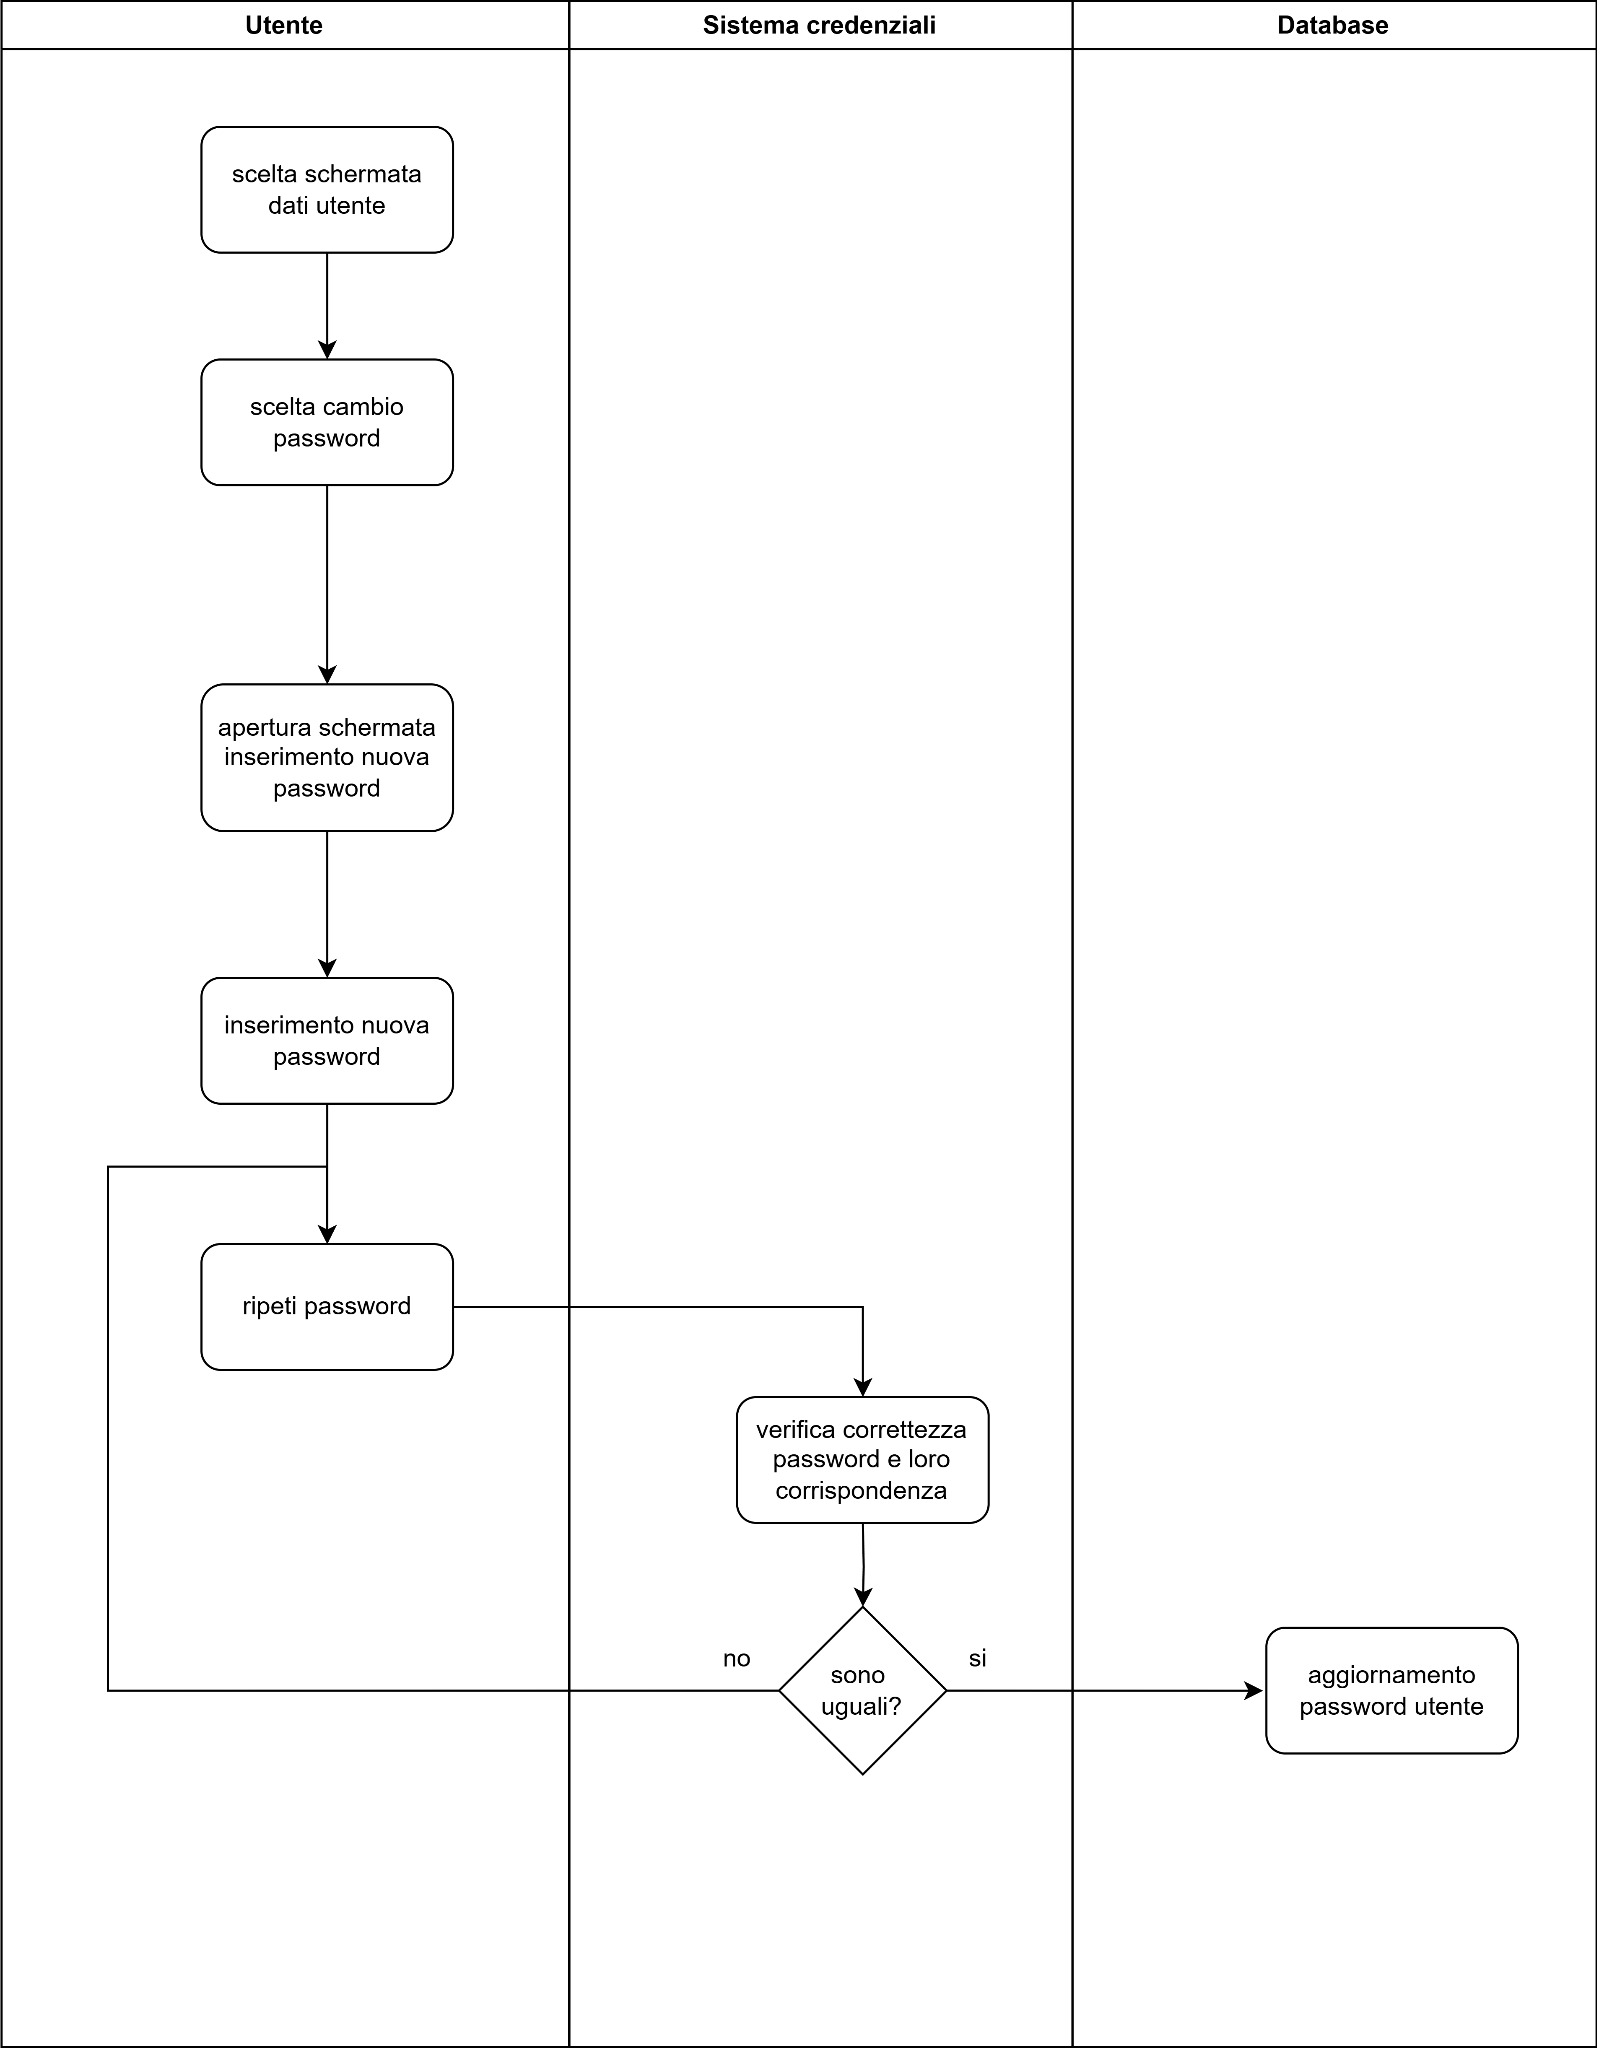 Utente
Sistema credenziali
Database
scelta schermata
dati utente
scelta cambio
password
apertura schermata
inserimento nuova
password
inserimento nuova
password
ripeti password
verifica correttezza
password e loro
corrispondenza
no
sono
uguali?
si
aggiornamento
password utente